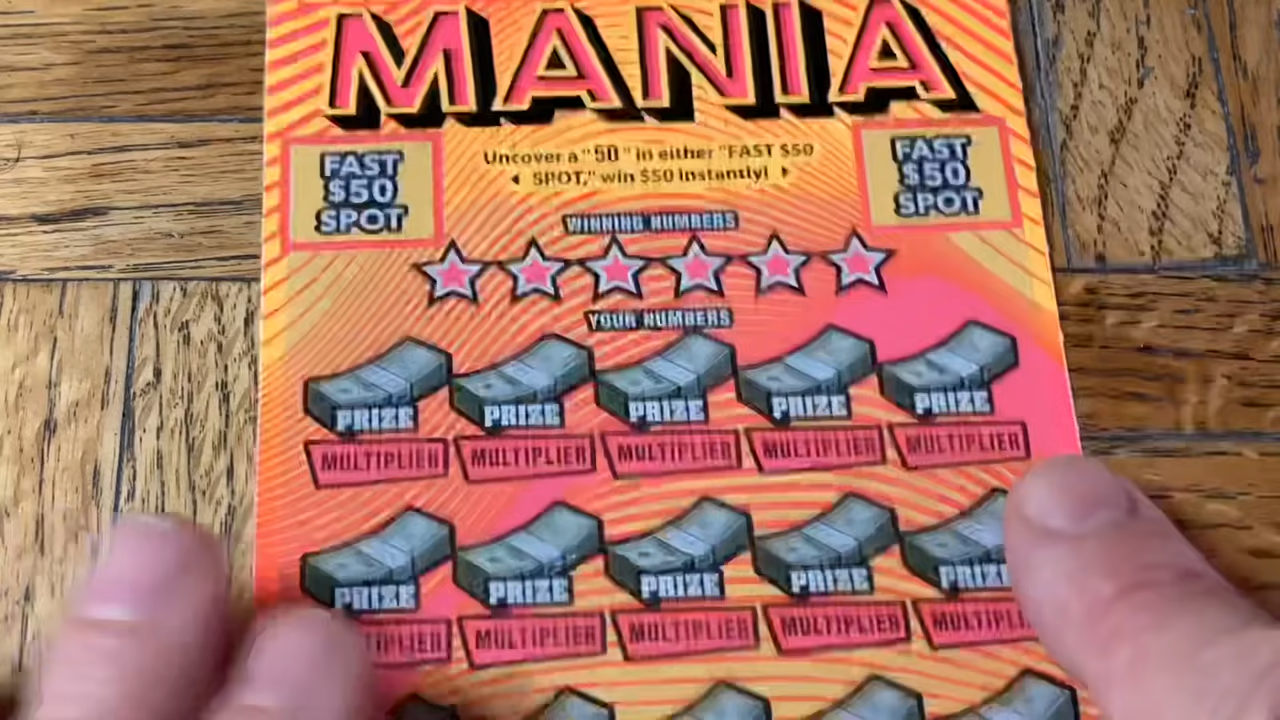 MANIA
FAST
$50
SPOT
Uncover a "50" in either "FAST $50
SPOT," win $50 instantly!
FAST
$50
SPOT
WINNING NUMBERS
YOUR NUMBERS
PRIZE PRIZE PRIZE PRIZE PRIZE
MULTIPLIER MULTIPLIER MULTIPLIER MULTIPLIER MULTIPLIER
PRIZE PRIZE PRIZE PRIZE PRIZE
MULTIPLIER MULTIPLIER MULTIPLIER MULTIPLIER MULTIPLI